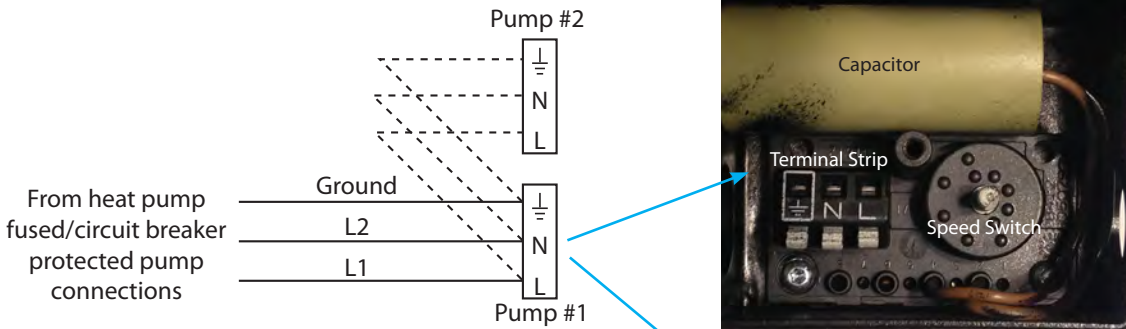 Pump #2
N
L
From heat pump
fused/circuit breaker
protected pump
connections
Ground
L2
L1
N
L
Pump #1
Capacitor
Terminal Strip
N L
Speed Switch